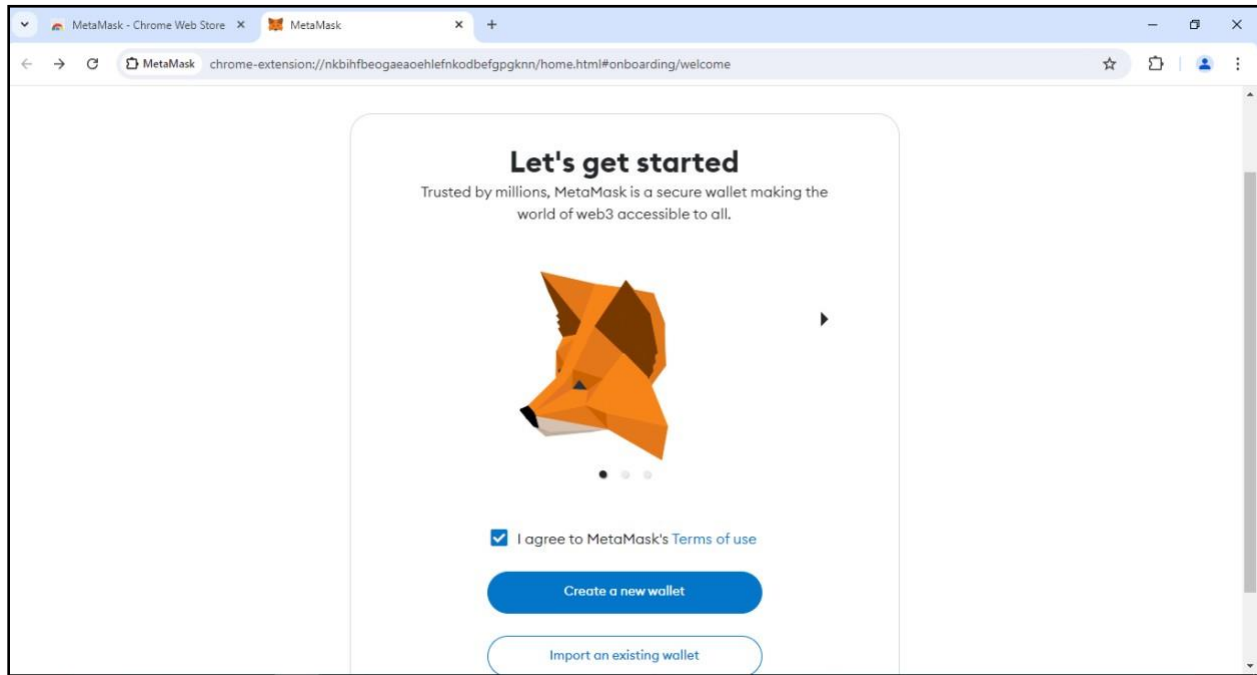 MetaMask - Chrome Web Store
MetaMask
MetaMask chrome-extension://nkbihfbeogaeaoehlefnkodbefgpgknn/home.html#onboarding/welcome
Let's get started
Trusted by millions, MetaMask is a secure wallet making the
world of web3 accessible to all.
I agree to MetaMask's Terms of use
Create a new wallet
Import an existing wallet